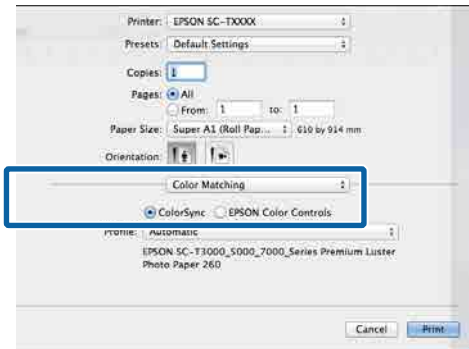 Printer: EPSON SC-TXXXX
Presets: Default Settings
Copies: 1
Pages: All
From: 1 to: 1
Paper Size: Super A1 (Roll Pap... 610 by 914 mm
Orientation:
Color Matching
ColorSync EPSON Color Controls
Profile: Automatic
EPSON SC-T3000_5000_7000_Series Premium Luster
Photo Paper 260
Cancel Print